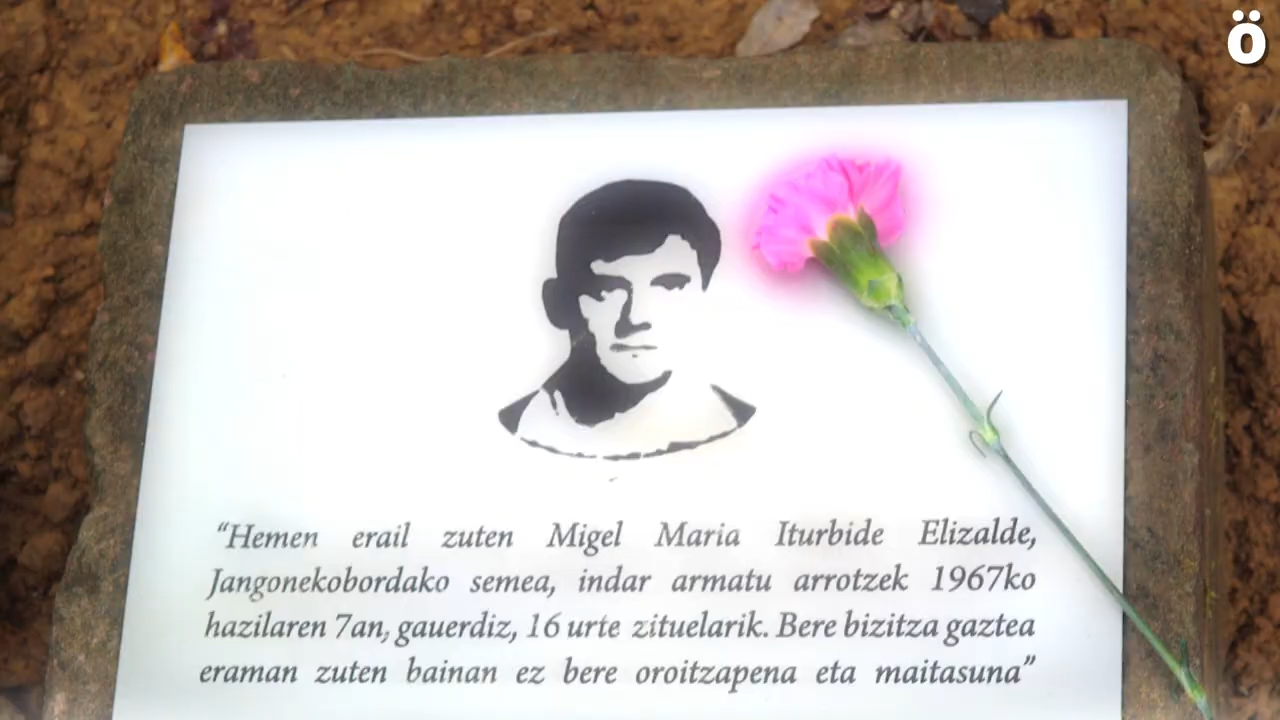 Ö
“Hemen erail zuten Migel Maria Iturbide Elizalde,
Jangonekobordako semea, indar armatu arrotzek 1967ko
hazilaren 7an, gauerdiz, 16 urte zituelarik. Bere bizitza gaztea
eraman zuten bainan ez bere oroitzapena eta maitasuna”